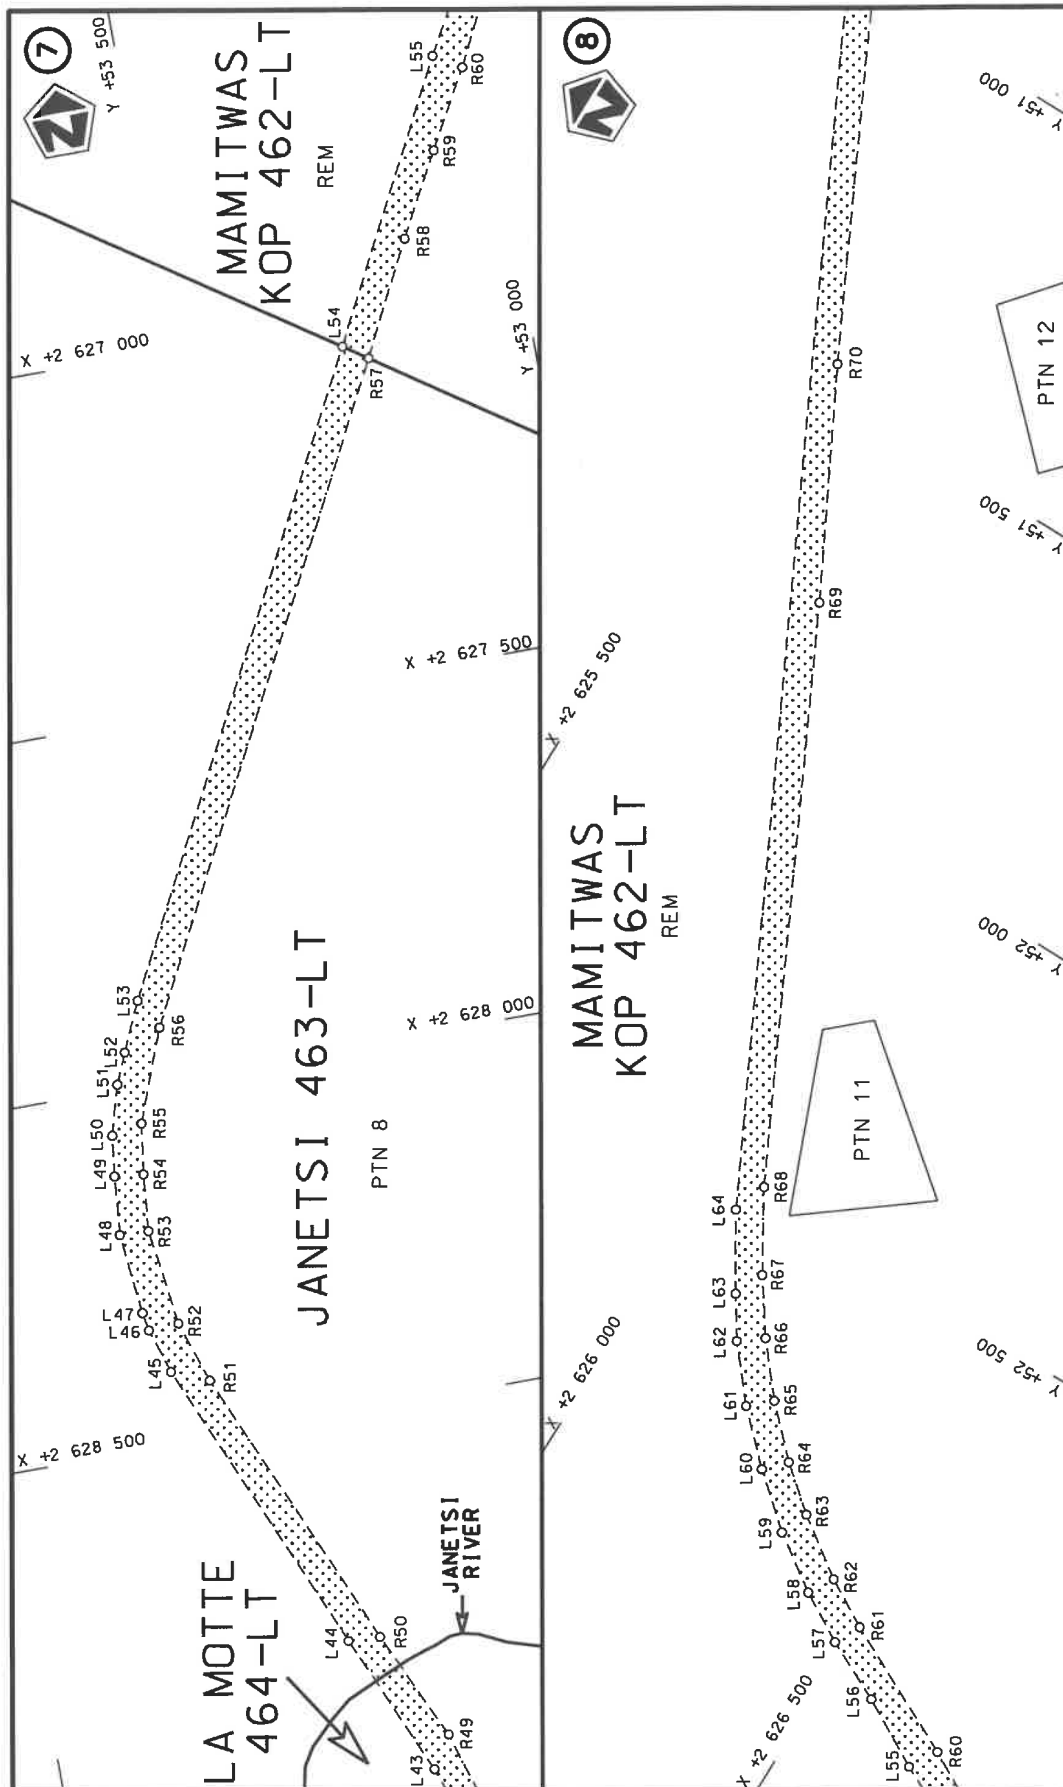 7
N
Y +53 500
MAMITWAS
KOP 462-LT
REM
L55
R60
R59
R58
L54
R57
X +2 627 000
Y +53 000
X +2 627 500
L53
R56
L52
L51
R55
L50
L49
R54
L48
R53
L47
L46
R52
L45
R51
X +2 628 000
JANETSI 463-LT
PTN 8
X +2 628 500
LA MOTTE
464-LT
JANETSI
RIVER
L44
R50
L43
R49
8
N
Y +51 000
PTN 12
R70
Y +51 500
R69
X +2 625 500
MAMITWAS
KOP 462-LT
REM
Y +52 000
PTN 11
L64
R68
L63
R67
L62
R66
L61
R65
L60
R64
L59
R63
L58
R62
L57
R61
L56
L55
R60
X +2 626 000
Y +52 500
X +2 626 500